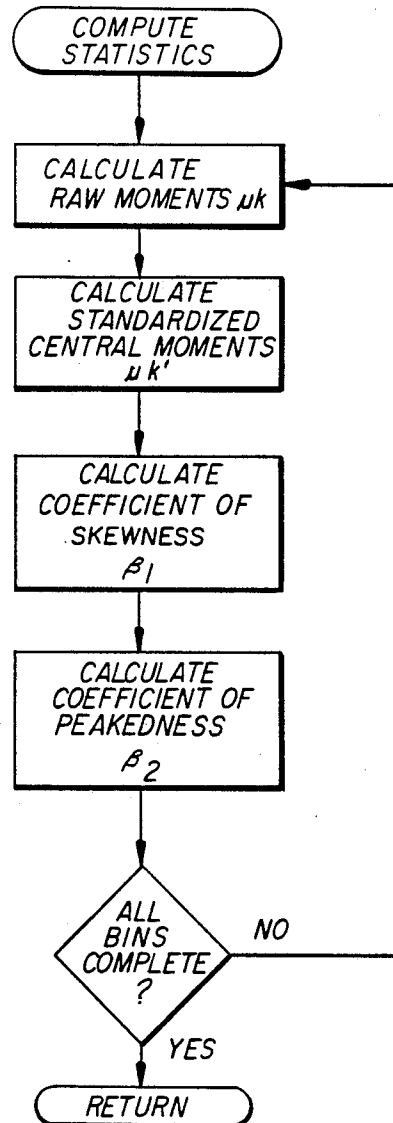 COMPUTE
STATISTICS
CALCULATE
RAW MOMENTS μk
CALCULATE
STANDARDIZED
CENTRAL MOMENTS
μk'
CALCULATE
COEFFICIENT OF
SKEWNESS
β1
CALCULATE
COEFFICIENT OF
PEAKEDNESS
β2
ALL
BINS
COMPLETE
?
NO
YES
RETURN